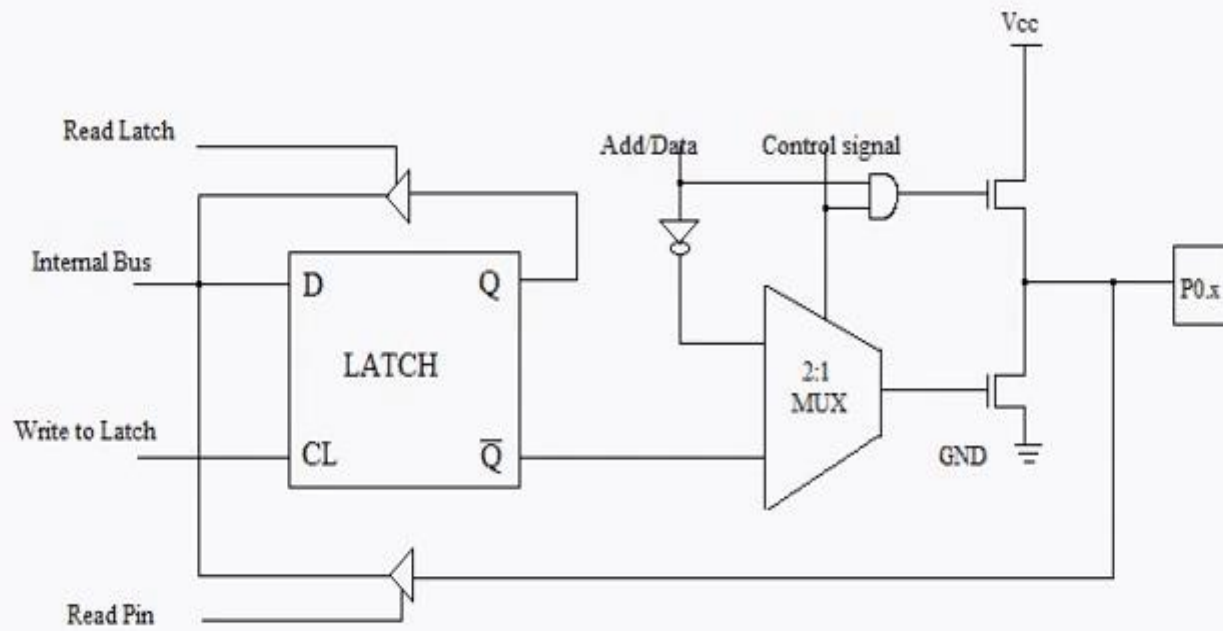 Vcc
Read Latch
Add/Data
Control signal
Internal Bus
D
Q
P0.x
LATCH
2:1
MUX
Write to Latch
CL
Q̅
GND
Read Pin